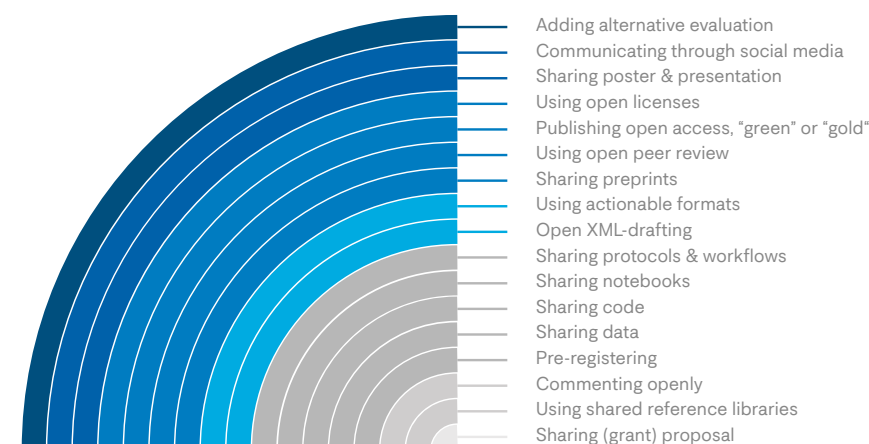 Adding alternative evaluation
Communicating through social media
Sharing poster & presentation
Using open licenses
Publishing open access, “green” or “gold“
Using open peer review
Sharing preprints
Using actionable formats
Open XML-drafting
Sharing protocols & workflows
Sharing notebooks
Sharing code
Sharing data
Pre-registering
Commenting openly
Using shared reference libraries
Sharing (grant) proposal